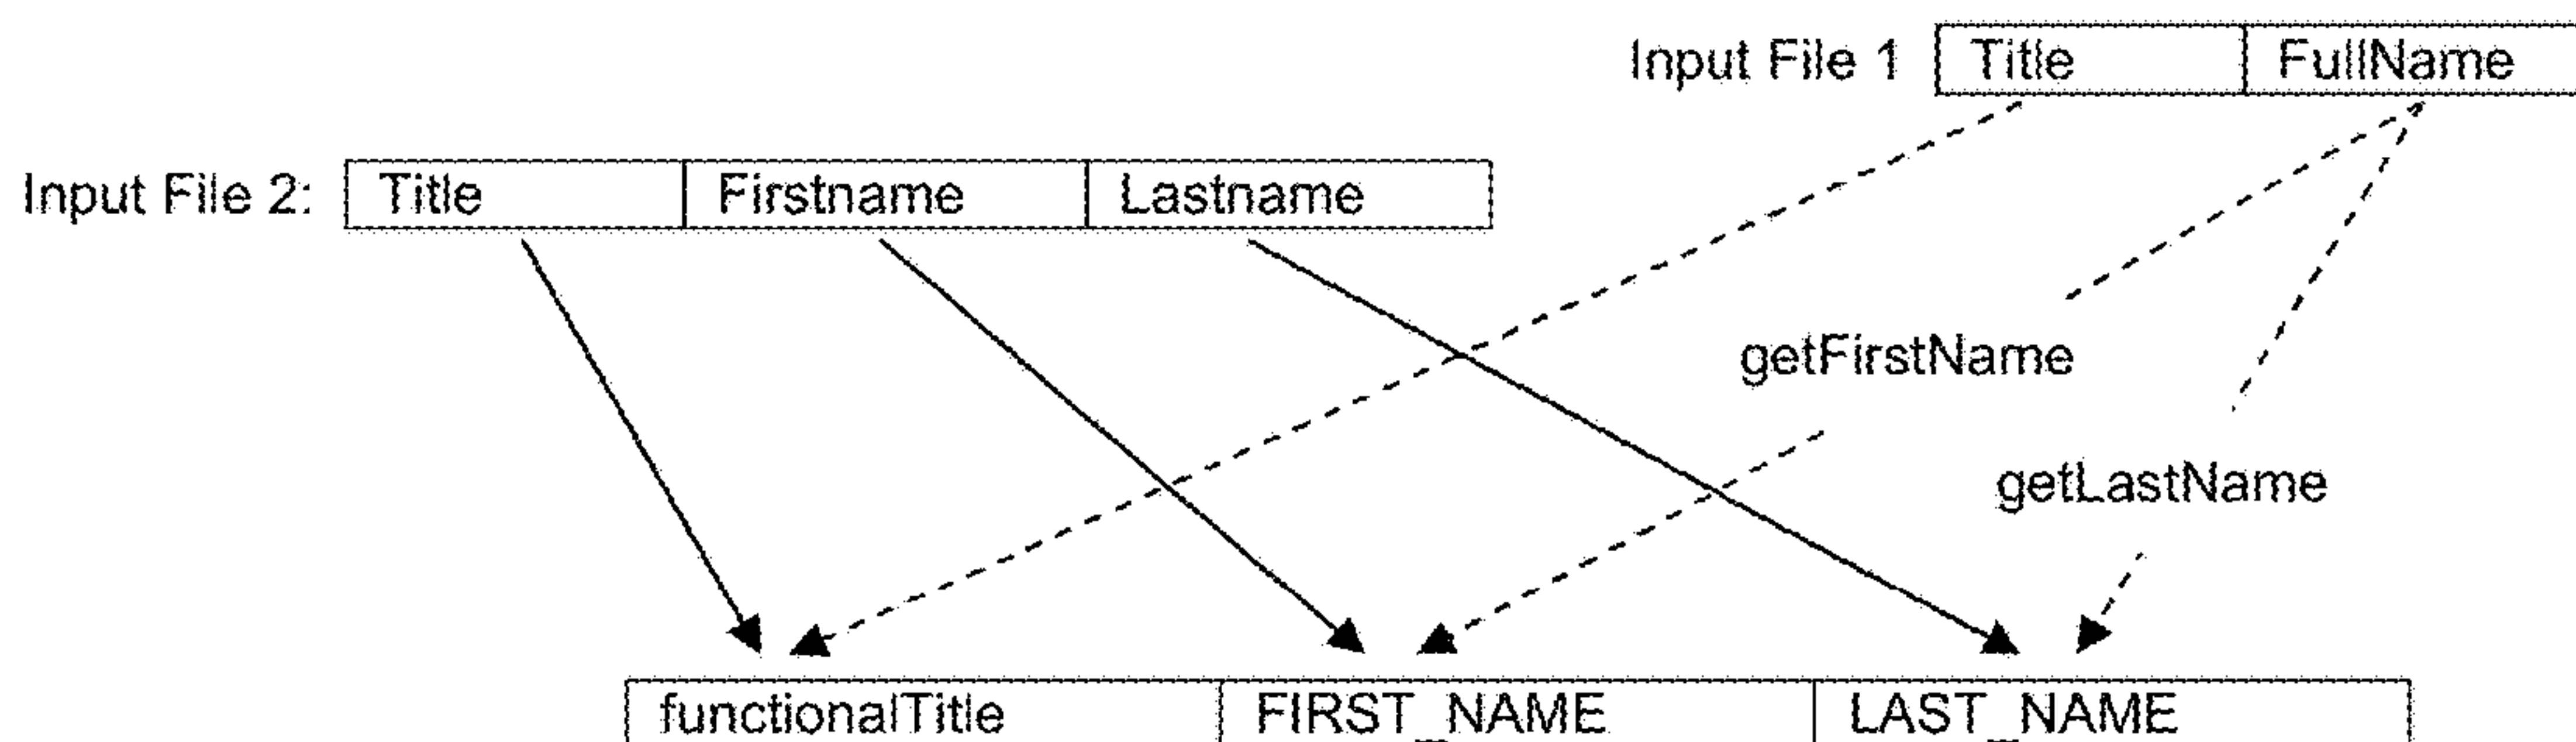 Input File 1 Title FullName
Input File 2: Title Firstname Lastname
getFirstName
getLastName
functionalTitle FIRST_NAME LAST_NAME